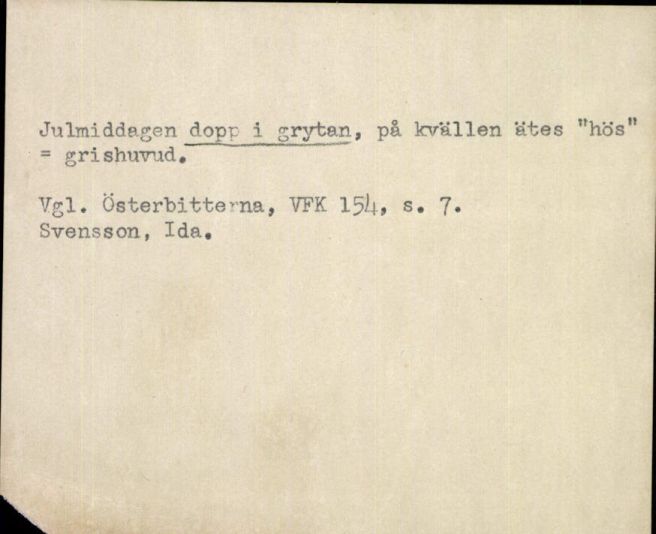 Julmiddagen dopp i grytan, på kvällen ätes "hös"
= grishuvud.
Vgl. Österbitterna, VFK 154, s. 7.
Svensson, Ida.